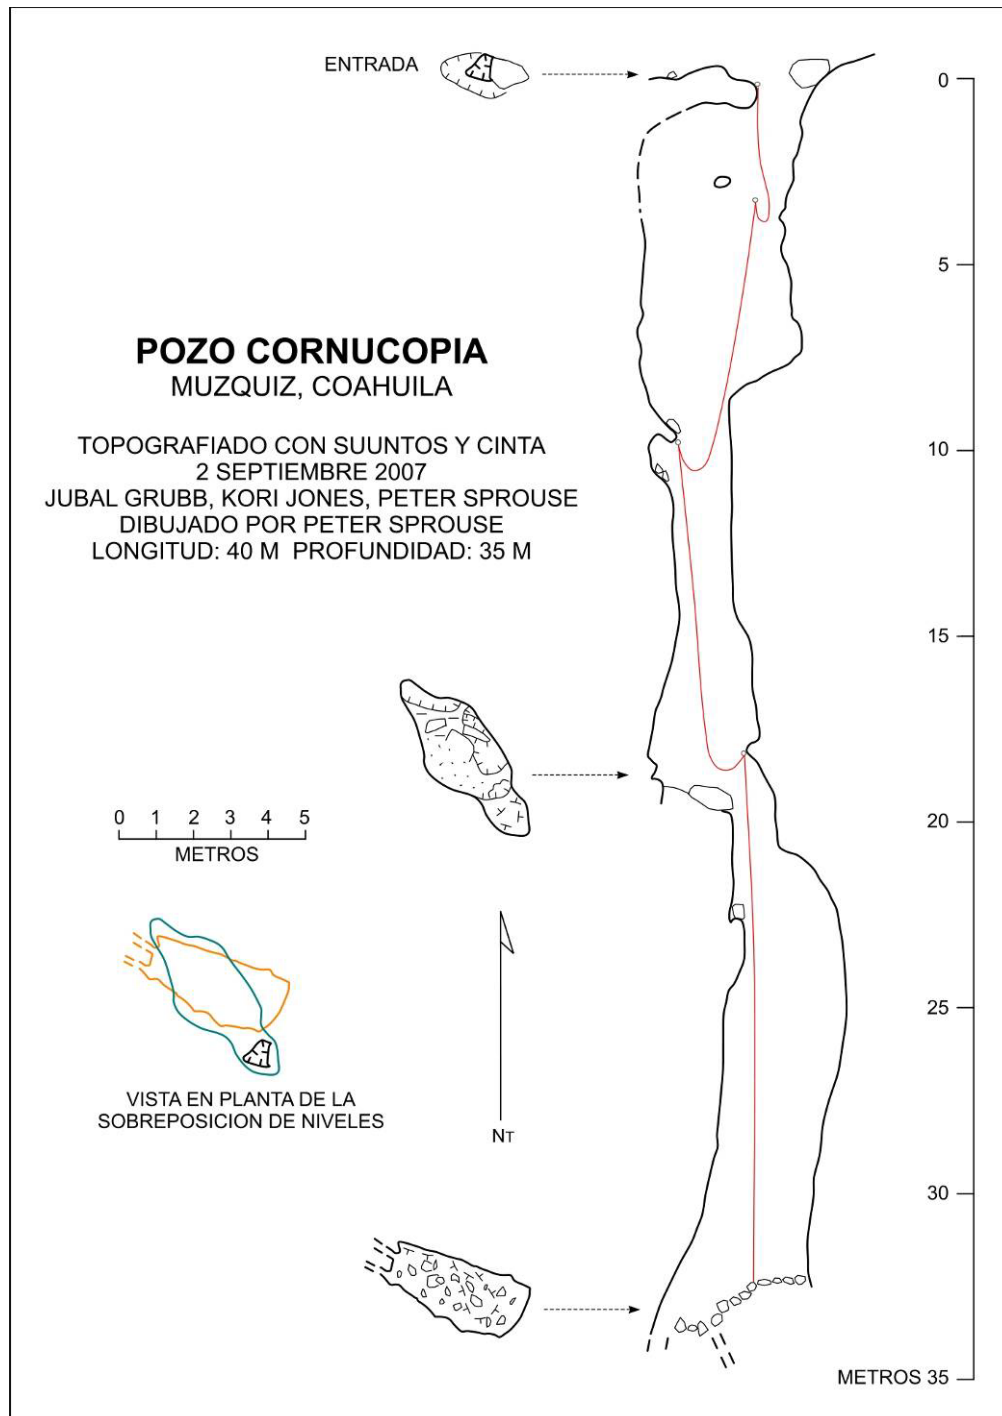 ENTRADA
POZO CORNUCOPIA
MUZQUIZ, COAHUILA
TOPOGRAFIADO CON SUUNTOS Y CINTA
2 SEPTIEMBRE 2007
JUBAL GRUBB, KORI JONES, PETER SPROUSE
DIBUJADO POR PETER SPROUSE
LONGITUD: 40 M PROFUNDIDAD: 35 M
0 1 2 3 4 5
METROS
VISTA EN PLANTA DE LA
SOBREPOSICION DE NIVELES
NT
0
5
10
15
20
25
30
METROS 35